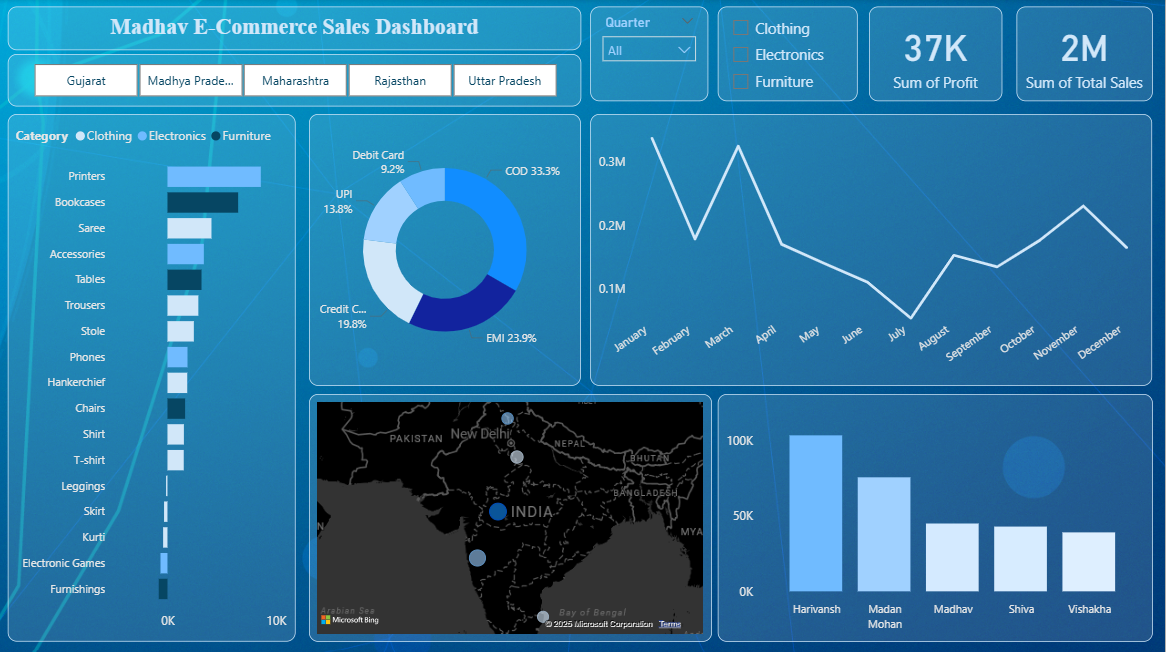 Madhav E-Commerce Sales Dashboard
Gujarat
Madhya Prade...
Maharashtra
Rajasthan
Uttar Pradesh
Quarter
All
Clothing
Electronics
Furniture
37K
Sum of Profit
2M
Sum of Total Sales
Category Clothing Electronics Furniture
Printers
Bookcases
Saree
Accessories
Tables
Trousers
Stole
Phones
Hankerchief
Chairs
Shirt
T-shirt
Leggings
Skirt
Kurti
Electronic Games
Furnishings
0K 10K
Debit Card
9.2%
COD 33.3%
UPI
13.8%
Credit C...
19.8%
EMI 23.9%
0.3M
0.2M
0.1M
January
February
March
April
May
June
July
August
September
October
November
December
PAKISTAN
New Delhi
NEPAL
BHUTAN
BANGLADESH
INDIA
MYA
Arabian Sea
Bay of Bengal
Microsoft Bing
© 2025 Microsoft Corporation Terms
100K
50K
0K
Harivansh
Madan
Mohan
Madhav
Shiva
Vishakha